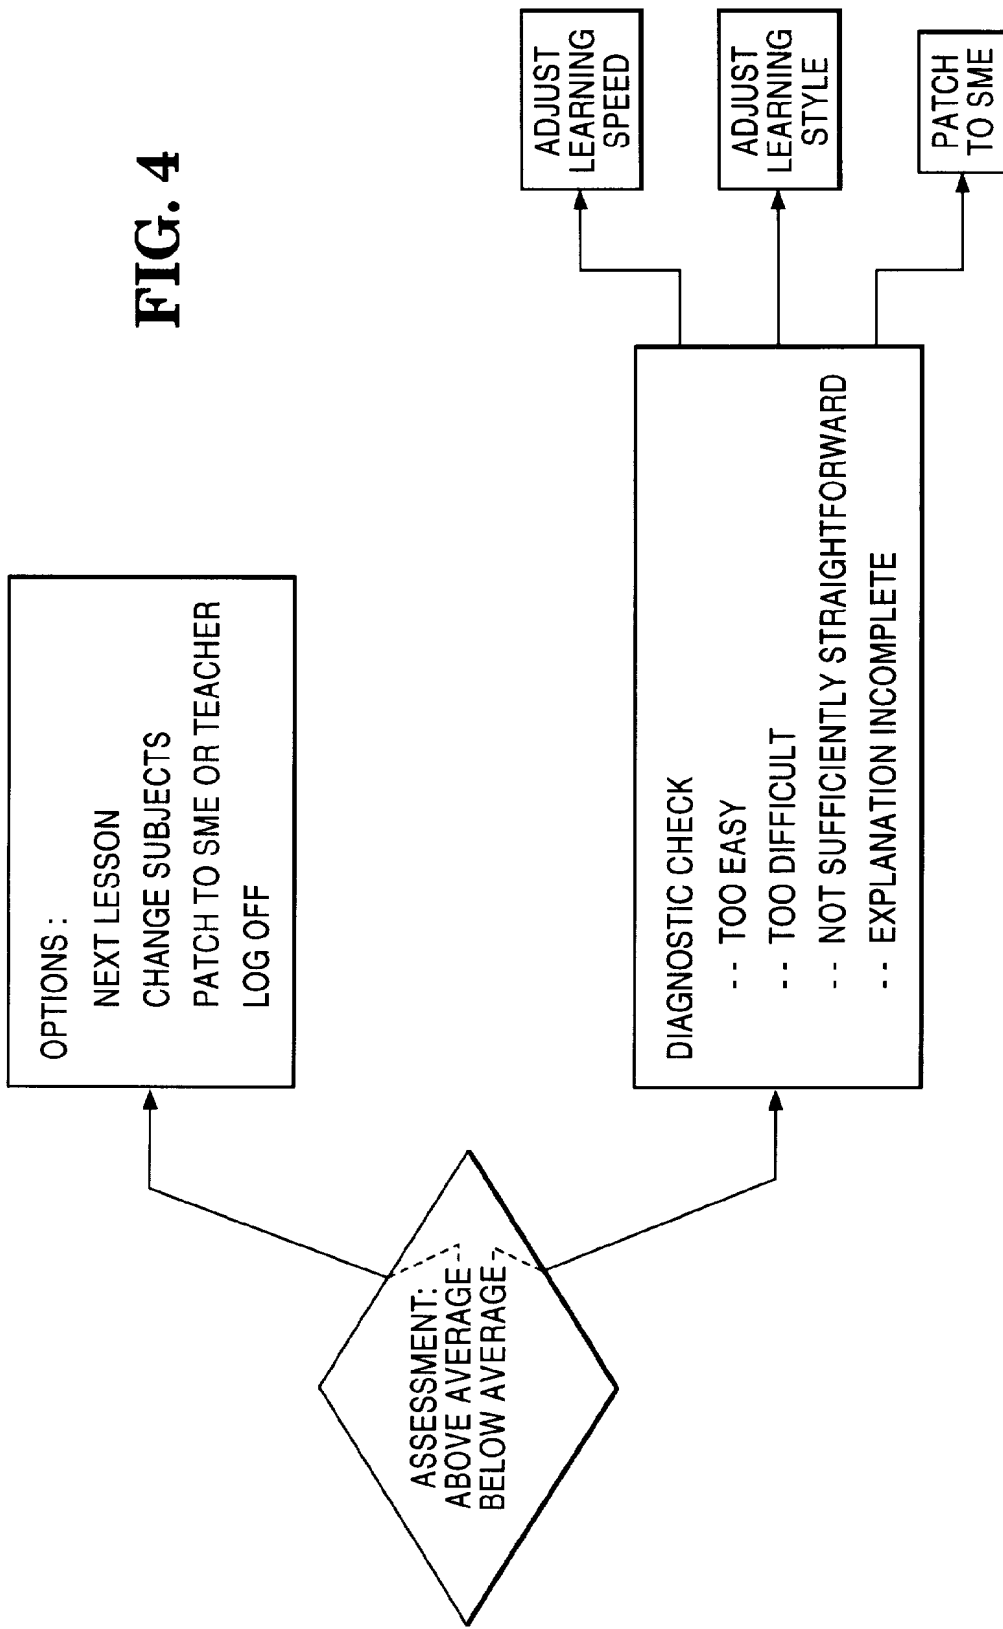 FIG. 4
ASSESSMENT:
ABOVE AVERAGE
BELOW AVERAGE
OPTIONS :
NEXT LESSON
CHANGE SUBJECTS
PATCH TO SME OR TEACHER
LOG OFF
DIAGNOSTIC CHECK
-- TOO EASY
-- TOO DIFFICULT
-- NOT SUFFICIENTLY STRAIGHTFORWARD
-- EXPLANATION INCOMPLETE
ADJUST
LEARNING
SPEED
ADJUST
LEARNING
STYLE
PATCH
TO SME